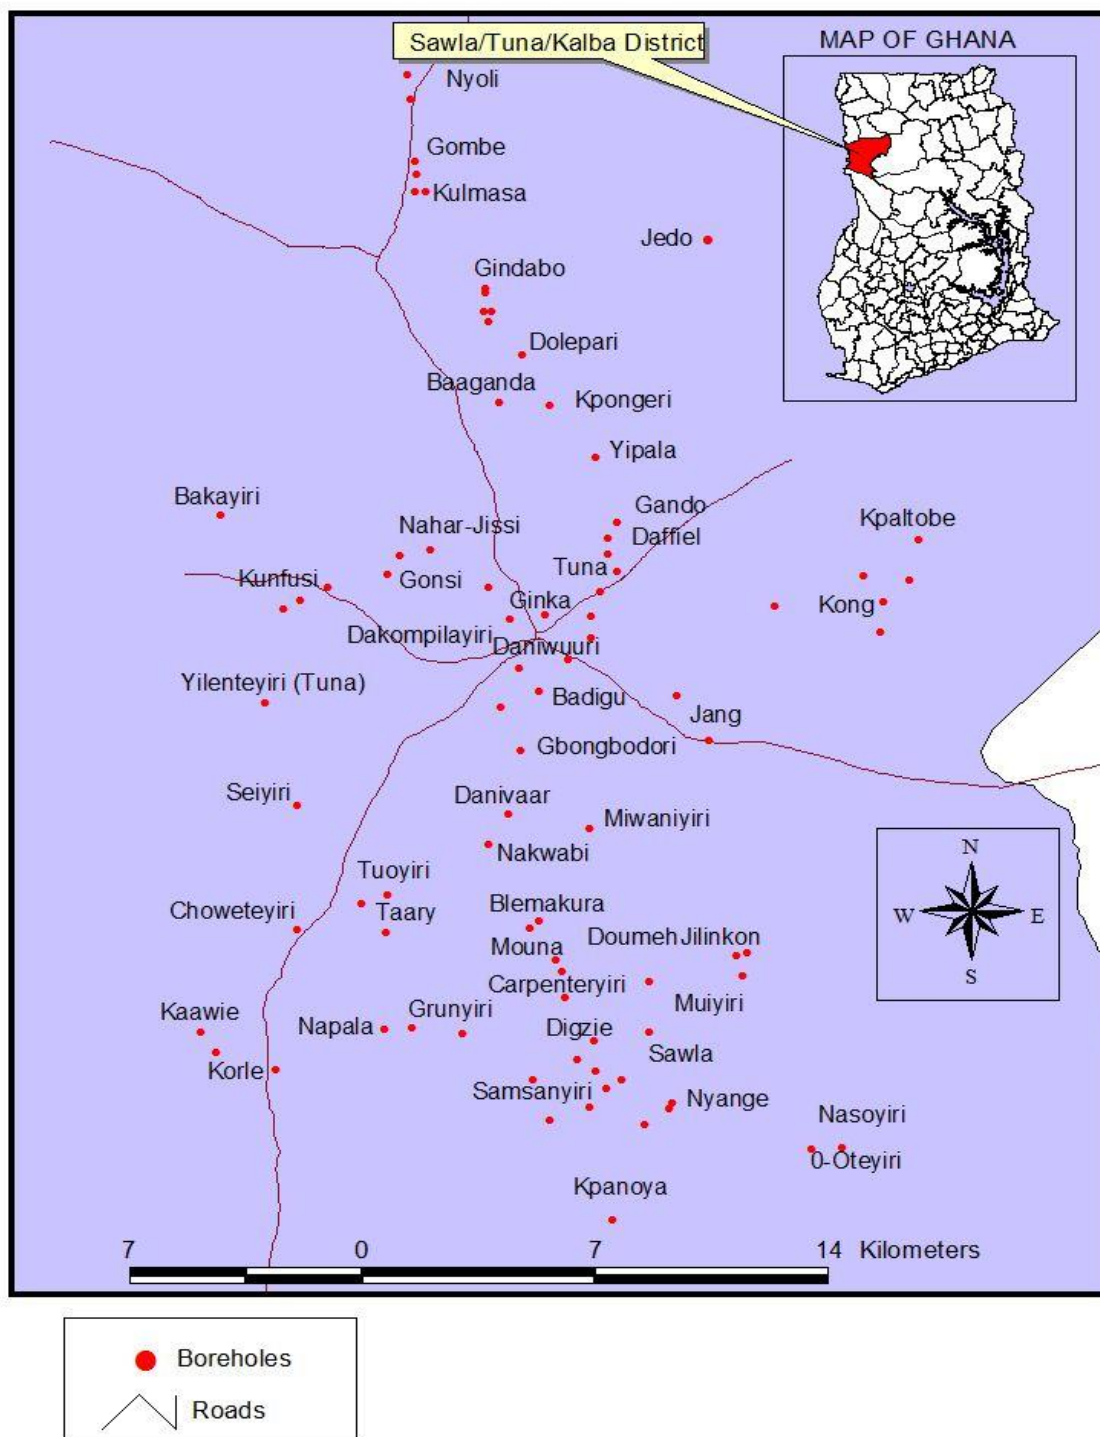 Sawla/Tuna/Kalba District
MAP OF GHANA
Nyoli
Gombe
Kulmasa
Jedo
Gindabo
Dolepari
Baaganda
Kpongeri
Yipala
Bakayiri
Gando
Kpaltobe
Nahar-Jissi
Daffiel
Tuna
Kunfusi
Gonsi
Ginka
Kong
Dakompilayiri
Daniwuuri
Yilenteyiri (Tuna)
Badigu
Jang
Gbongbodori
Seiyiri
Danivaar
Miwaniyiri
Nakwabi
N
Tuoyiri
Blemakura
Choweteyiri
Taary
W
E
Doumeh
Jilinkon
Mouna
S
Carpenteryiri
Muiyiri
Kaawie
Grunyiri
Napala
Digzie
Sawla
Korle
Samsanyiri
Nyange
Nasoyiri
0-Oteyiri
Kpanoya
7 0 7 14 Kilometers
Boreholes
Roads